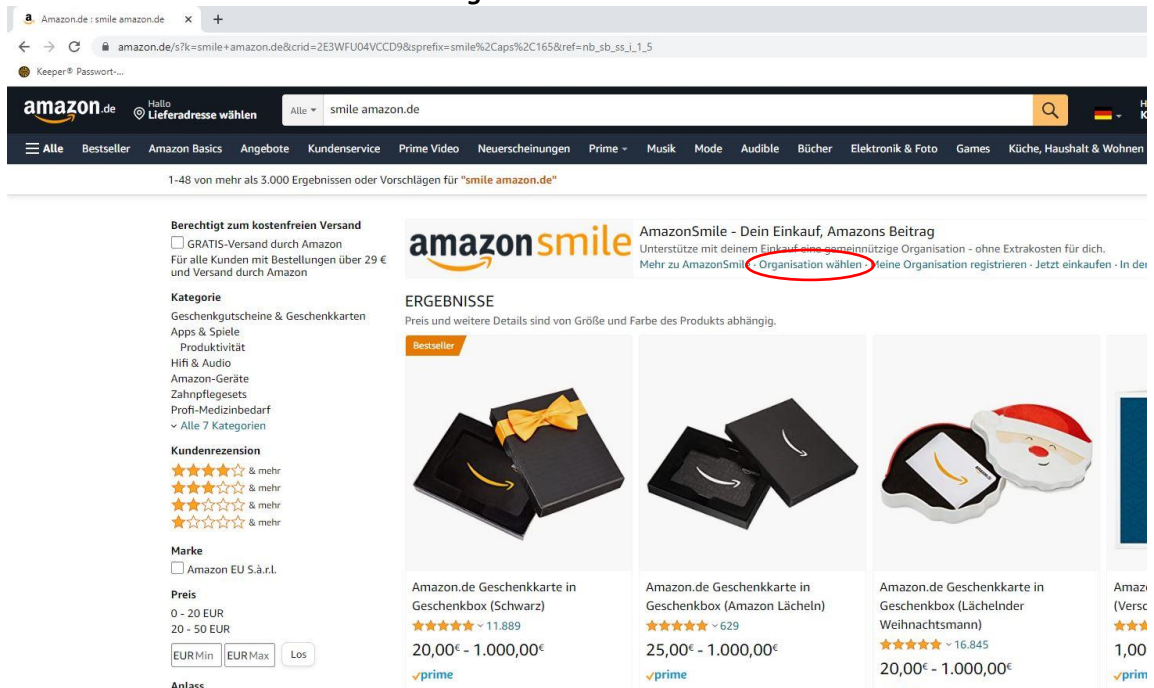 Amazon.de : smile amazon.de
amazon.de/s?k=smile+amazon.de&crid=2E3WFU04VCCD9&sprefix=smile%2Caps%2C165&ref=nb_sb_ss_i_1_5
Keeper® Passwort-...
amazon.de
Hallo
Lieferadresse wählen
Alle
smile amazon.de
Alle Bestseller Amazon Basics Angebote Kundenservice Prime Video Neuerscheinungen Prime Musik Mode Audible Bücher Elektronik & Foto Games Küche, Haushalt & Wohnen
1-48 von mehr als 3.000 Ergebnissen oder Vorschlägen für "smile amazon.de"
Berechtigt zum kostenfreien Versand
GRATIS-Versand durch Amazon
Für alle Kunden mit Bestellungen über 29 €
und Versand durch Amazon
Kategorie
Geschenkgutscheine & Geschenkkarten
Apps & Spiele
Produktivität
Hifi & Audio
Amazon-Geräte
Zahnpflegesets
Profi-Medizinbedarf
Alle 7 Kategorien
Kundenrezension
& mehr
& mehr
& mehr
& mehr
Marke
Amazon EU S.à.r.l.
Preis
0 - 20 EUR
20 - 50 EUR
EUR Min EUR Max Los
Anlass
amazon smile
AmazonSmile - Dein Einkauf, Amazons Beitrag
Unterstütze mit deinem Einkauf eine gemeinnützige Organisation - ohne Extrakosten für dich.
Mehr zu AmazonSmile · Organisation wählen · Meine Organisation registrieren · Jetzt einkaufen · In der
ERGEBNISSE
Preis und weitere Details sind von Größe und Farbe des Produkts abhängig.
Bestseller
Amazon.de Geschenkkarte in
Geschenkbox (Schwarz)
11.889
20,00€ - 1.000,00€
prime
Amazon.de Geschenkkarte in
Geschenkbox (Amazon Lächeln)
629
25,00€ - 1.000,00€
prime
Amazon.de Geschenkkarte in
Geschenkbox (Lächelnder
Weihnachtsmann)
16.845
20,00€ - 1.000,00€
1,00
prim